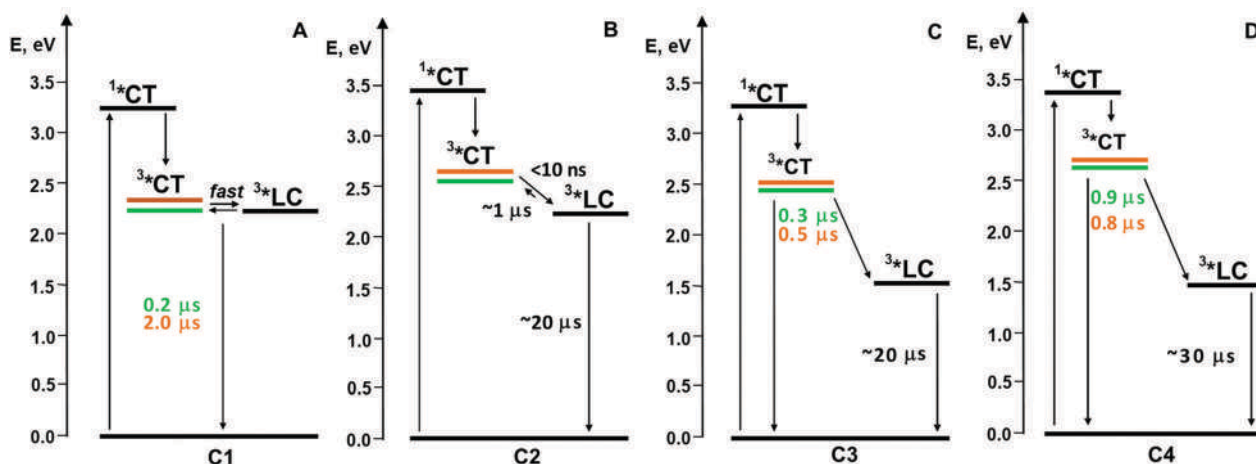 A
E, eV
3.5
3.0
2.5
2.0
1.5
1.0
0.5
0.0
¹*CT
³*CT
fast
³*LC
0.2 μs
2.0 μs
C1
B
E, eV
3.5
3.0
2.5
2.0
1.5
1.0
0.5
0.0
¹*CT
³*CT
<10 ns
³*LC
~1 μs
~20 μs
C2
C
E, eV
3.5
3.0
2.5
2.0
1.5
1.0
0.5
0.0
¹*CT
³*CT
0.3 μs
0.5 μs
³*LC
~20 μs
C3
D
E, eV
3.5
3.0
2.5
2.0
1.5
1.0
0.5
0.0
¹*CT
³*CT
0.9 μs
0.8 μs
³*LC
~30 μs
C4